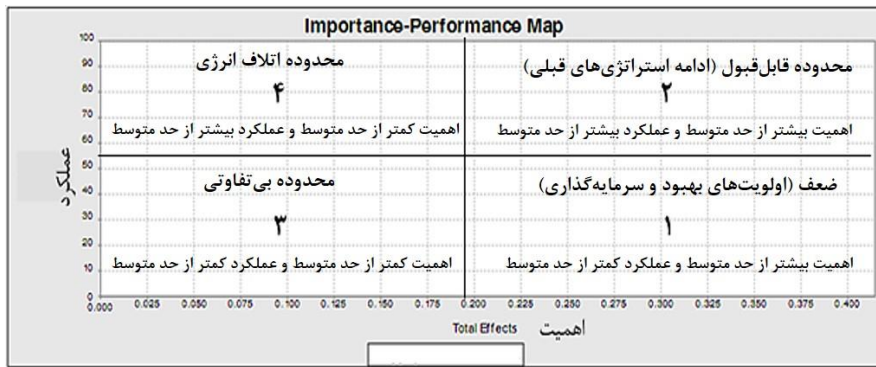 Importance-Performance Map
100
90
80
70
60
50
40
30
20
10
0
عملکرد
محدوده اتلاف انرژی
۴
اهمیت کمتر از حد متوسط و عملکرد بیشتر از حد متوسط
محدوده قابل‌قبول (ادامه استراتژی‌های قبلی)
۲
اهمیت بیشتر از حد متوسط و عملکرد بیشتر از حد متوسط
محدوده بی‌تفاوتی
۳
اهمیت کمتر از حد متوسط و عملکرد کمتر از حد متوسط
ضعف (اولویت‌های بهبود و سرمایه‌گذاری)
۱
اهمیت بیشتر از حد متوسط و عملکرد کمتر از حد متوسط
0.000 0.025 0.050 0.075 0.100 0.125 0.150 0.175 0.200 0.225 0.250 0.275 0.300 0.325 0.350 0.375 0.400
Total Effects اهمیت